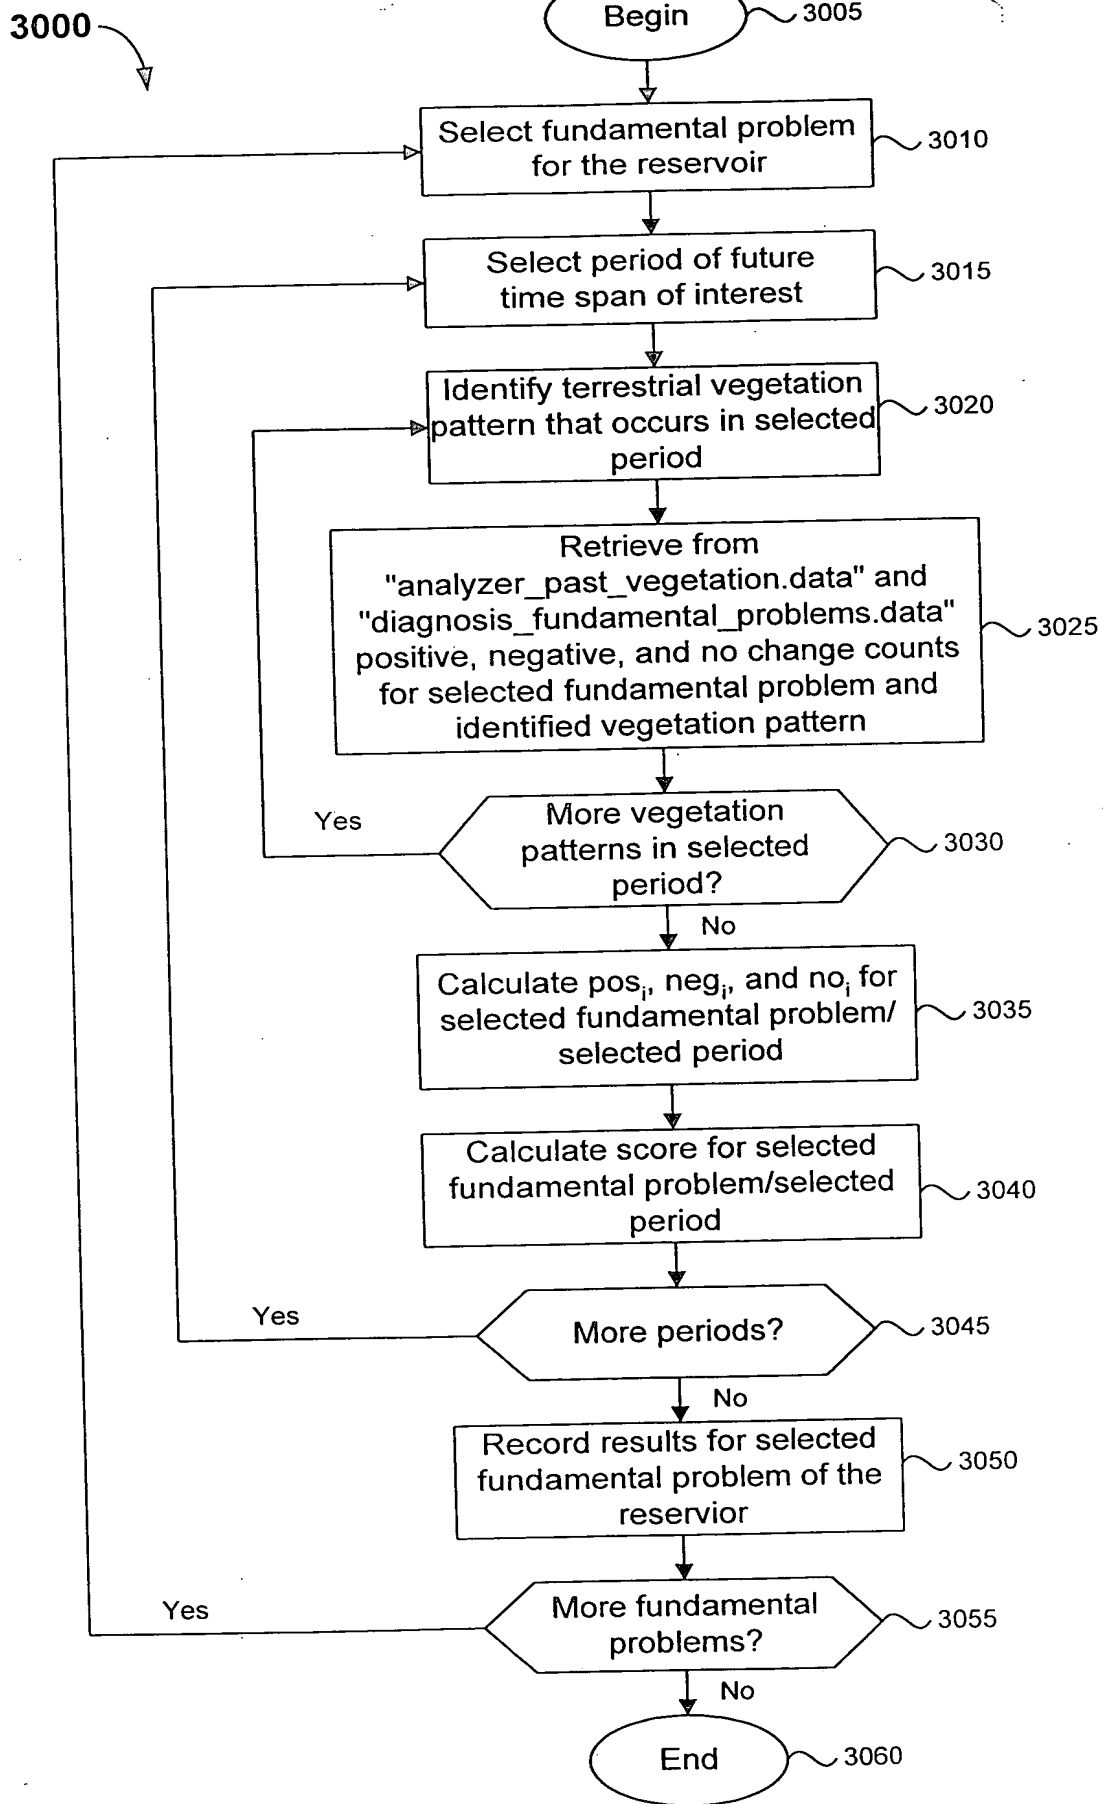 3000
Begin
3005
Select fundamental problem
for the reservoir
3010
Select period of future
time span of interest
3015
Identify terrestrial vegetation
pattern that occurs in selected
period
3020
Retrieve from
"analyzer_past_vegetation.data" and
"diagnosis_fundamental_problems.data"
positive, negative, and no change counts
for selected fundamental problem and
identified vegetation pattern
3025
More vegetation
patterns in selected
period?
3030
Yes
No
Calculate posi, negi, and noi for
selected fundamental problem/
selected period
3035
Calculate score for selected
fundamental problem/selected
period
3040
More periods?
3045
Yes
No
Record results for selected
fundamental problem of the
reservior
3050
More fundamental
problems?
3055
Yes
No
End
3060